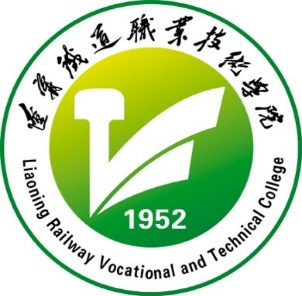 辽宁铁道职业技术学院
1952
Liaoning Railway Vocational and Technical College